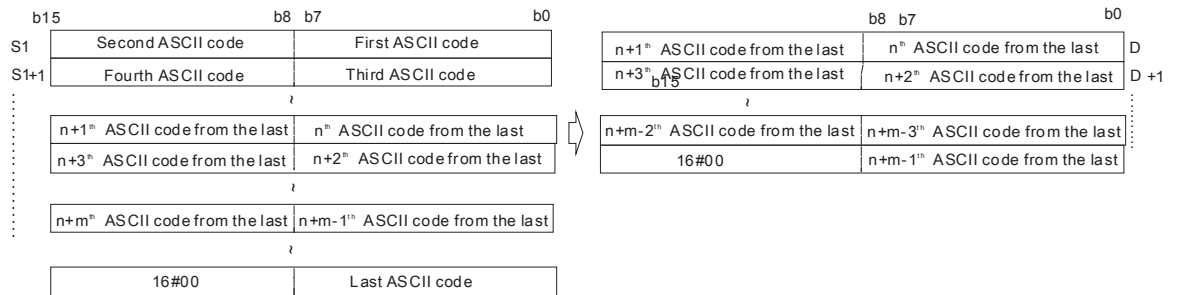 b15 b8 b7 b0
S1 Second ASCII code First ASCII code
S1+1 Fourth ASCII code Third ASCII code
n+1th ASCII code from the last nth ASCII code from the last
n+3th ASCII code from the last n+2th ASCII code from the last
n+mth ASCII code from the last n+m-1th ASCII code from the last
16#00 Last ASCII code
b8 b7 b0
n+1th ASCII code from the last nth ASCII code from the last D
n+3th ASCII code from the last n+2th ASCII code from the last D +1
b15
n+m-2th ASCII code from the last n+m-3th ASCII code from the last
16#00 n+m-1th ASCII code from the last